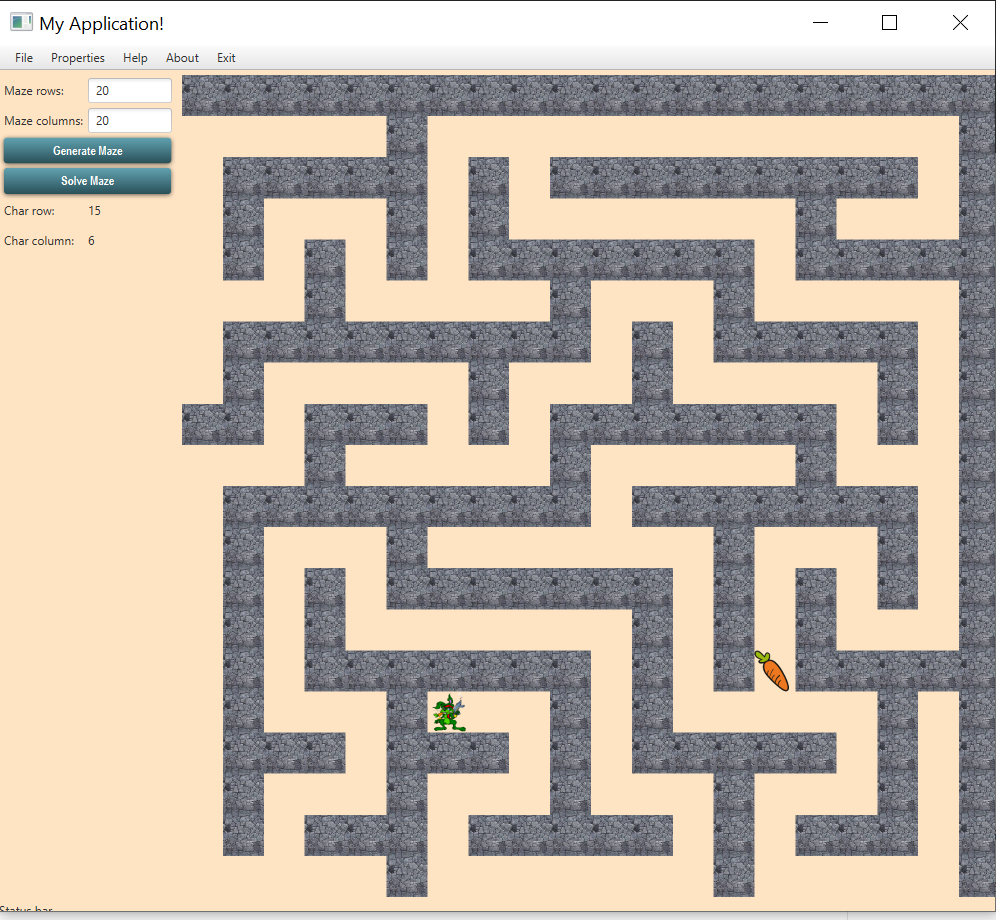 My Application!
File Properties Help About Exit
Maze rows: 20
Maze columns: 20
Generate Maze
Solve Maze
Char row: 15
Char column: 6
Status bar